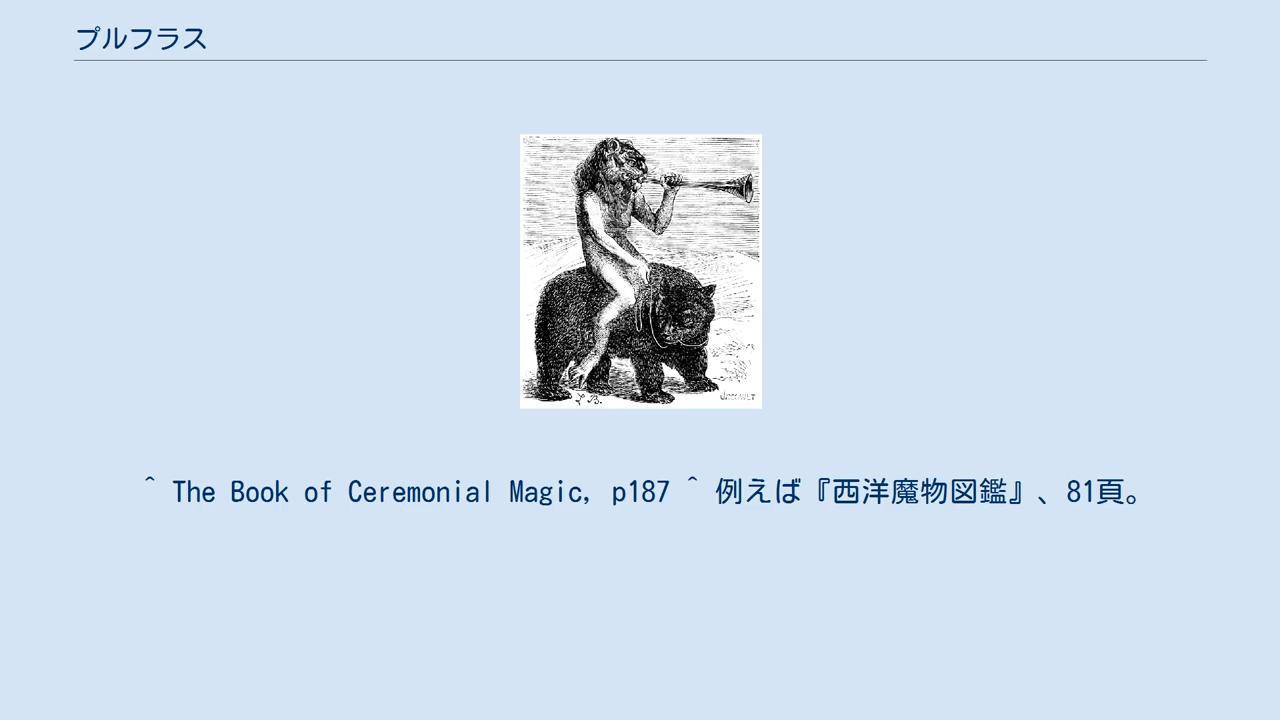 プルフラス
L.B.
^ The Book of Ceremonial Magic, p187 ^ 例えば『西洋魔物図鑑』、81頁。